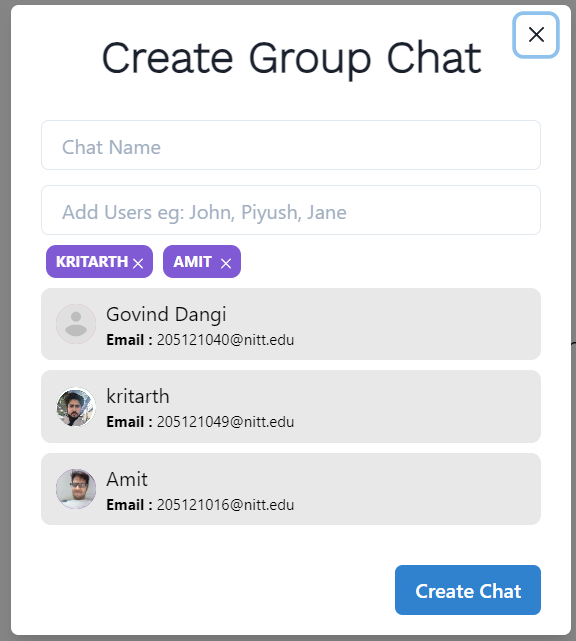 Create Group Chat
Chat Name
Add Users eg: John, Piyush, Jane
KRITARTH AMIT
Govind Dangi
Email : 205121040@nitt.edu
kritarth
Email : 205121049@nitt.edu
Amit
Email : 205121016@nitt.edu
Create Chat